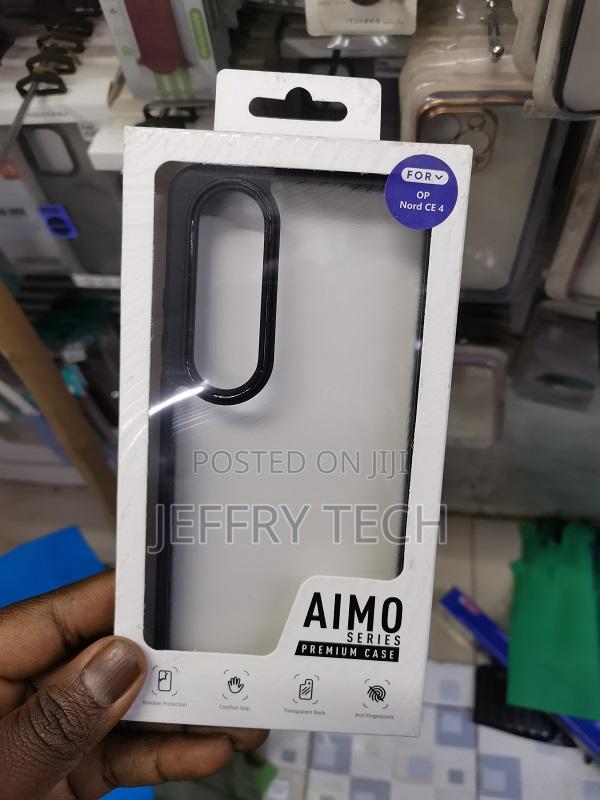 FOR
OP
Nord CE 4
POSTED ON JIJI
JEFFRY TECH
AIMO
SERIES
PREMIUM CASE
Reliable Protection
Comfort Grip
Transparent Back
Anti Fingerprints